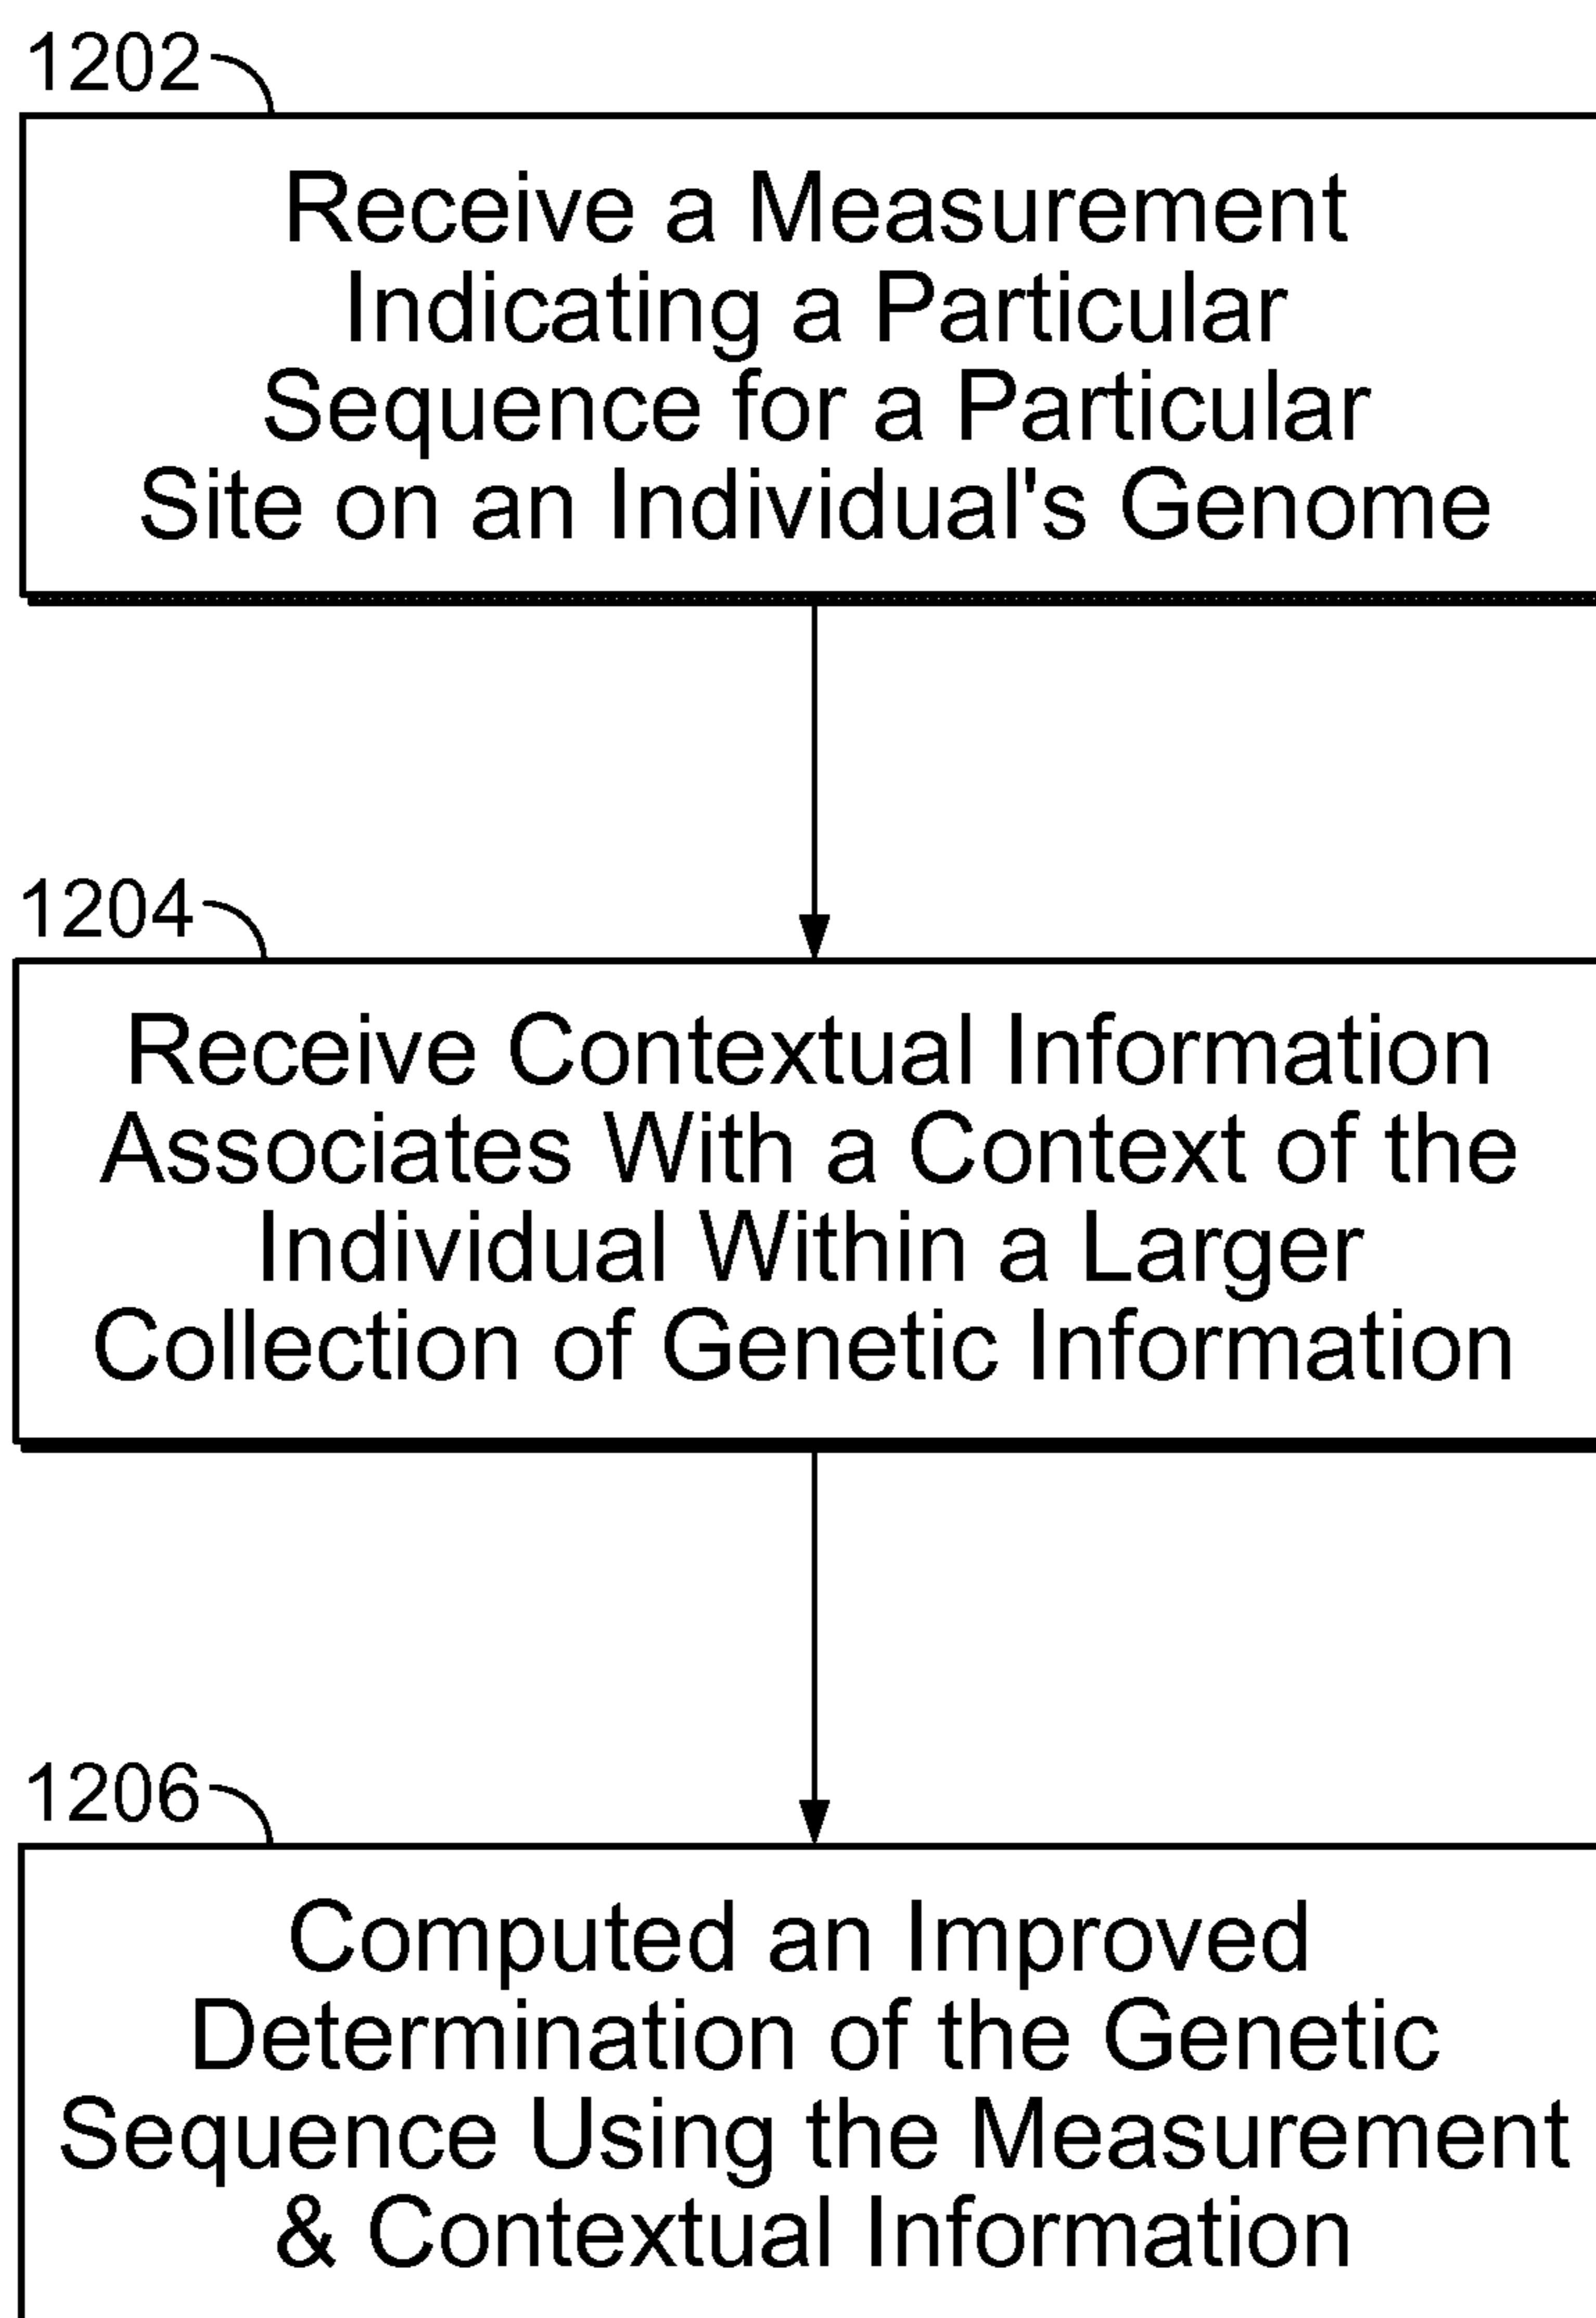 1202
Receive a Measurement
Indicating a Particular
Sequence for a Particular
Site on an Individual's Genome
1204
Receive Contextual Information
Associates With a Context of the
Individual Within a Larger
Collection of Genetic Information
1206
Computed an Improved
Determination of the Genetic
Sequence Using the Measurement
& Contextual Information